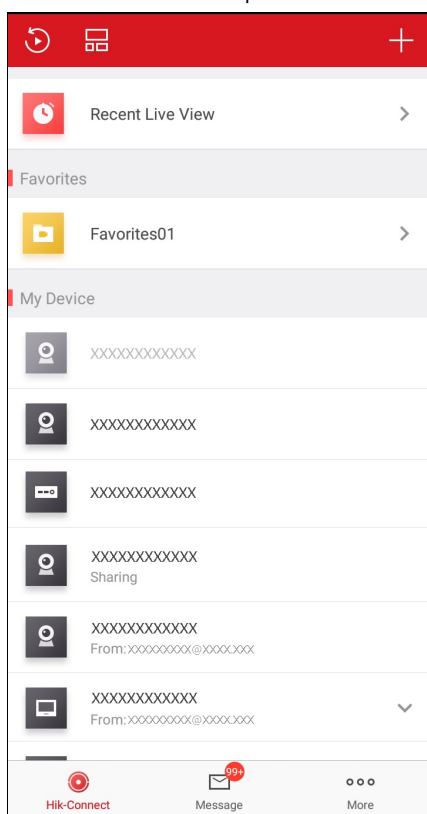 Recent Live View
Favorites
Favorites01
My Device
XXXXXXXXXXXX
XXXXXXXXXXXX
XXXXXXXXXXXX
XXXXXXXXXXXX
Sharing
XXXXXXXXXXXX
From:XXXXXXXXX@XXXX.XXX
XXXXXXXXXXXX
From:XXXXXXXXX@XXXX.XXX
99+
Hik-Connect
Message
More